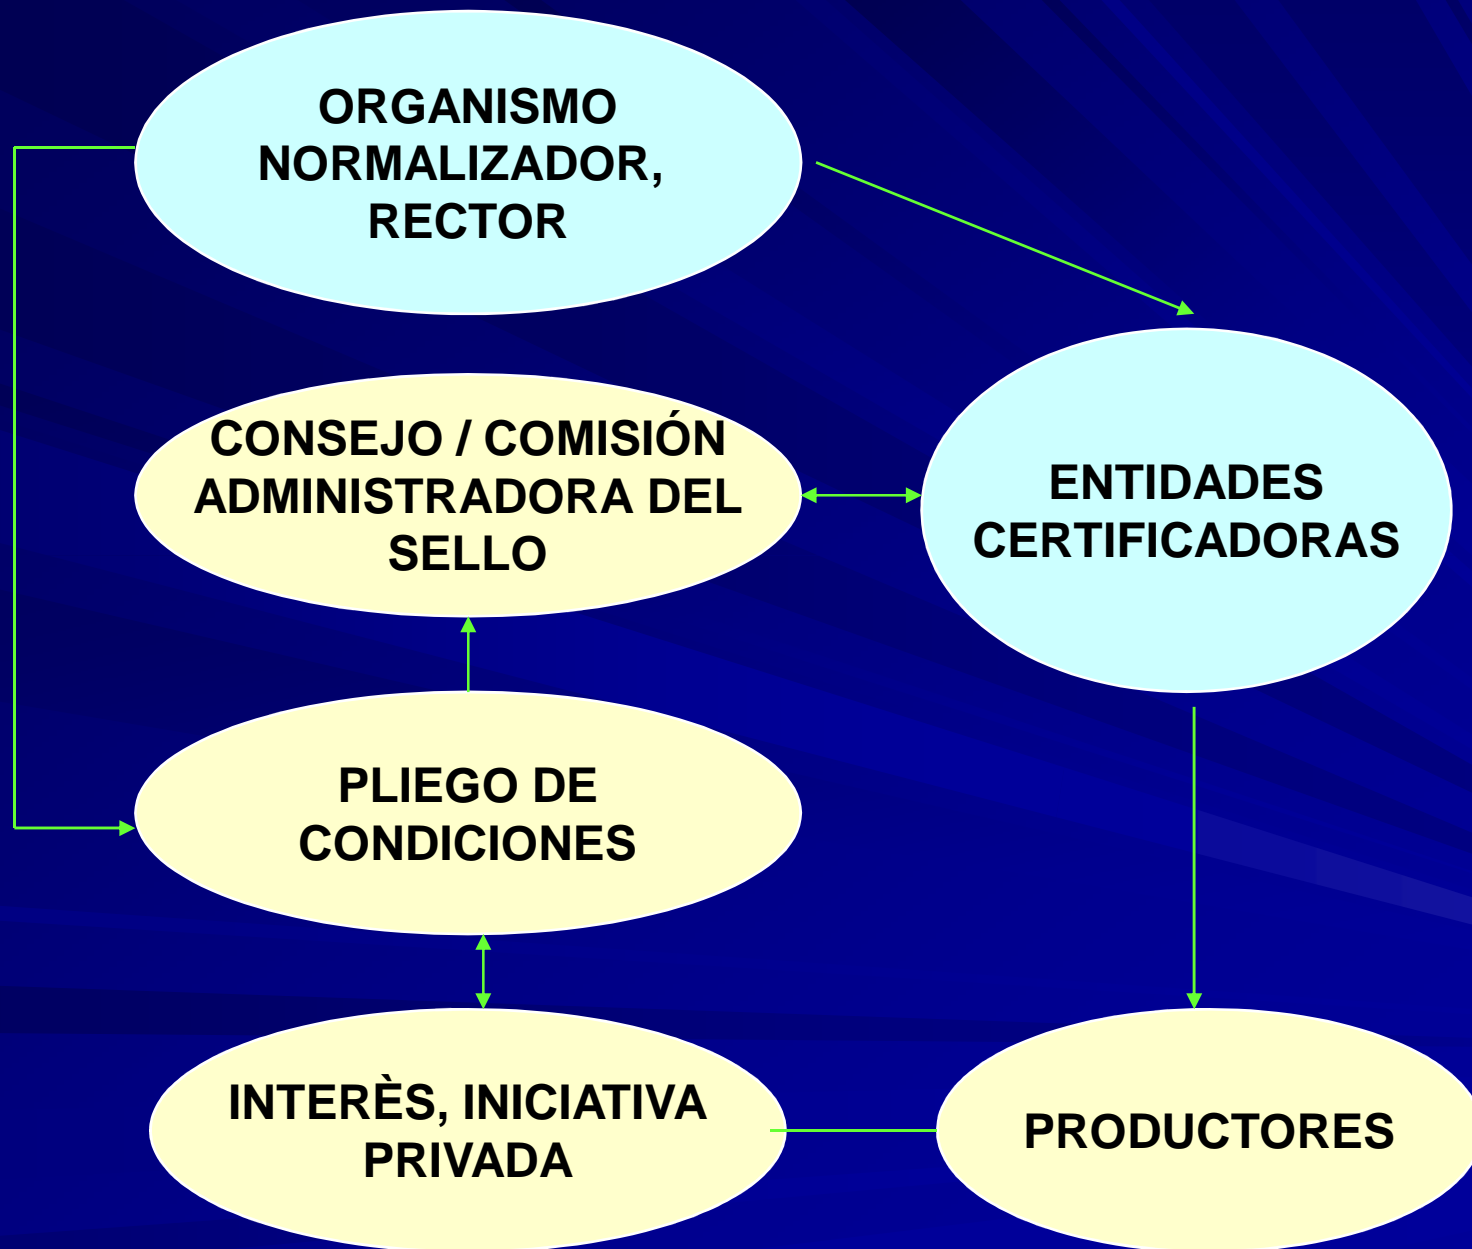 ORGANISMO
NORMALIZADOR,
RECTOR
CONSEJO / COMISIÓN
ADMINISTRADORA DEL
SELLO
ENTIDADES
CERTIFICADORAS
PLIEGO DE
CONDICIONES
INTERÈS, INICIATIVA
PRIVADA
PRODUCTORES